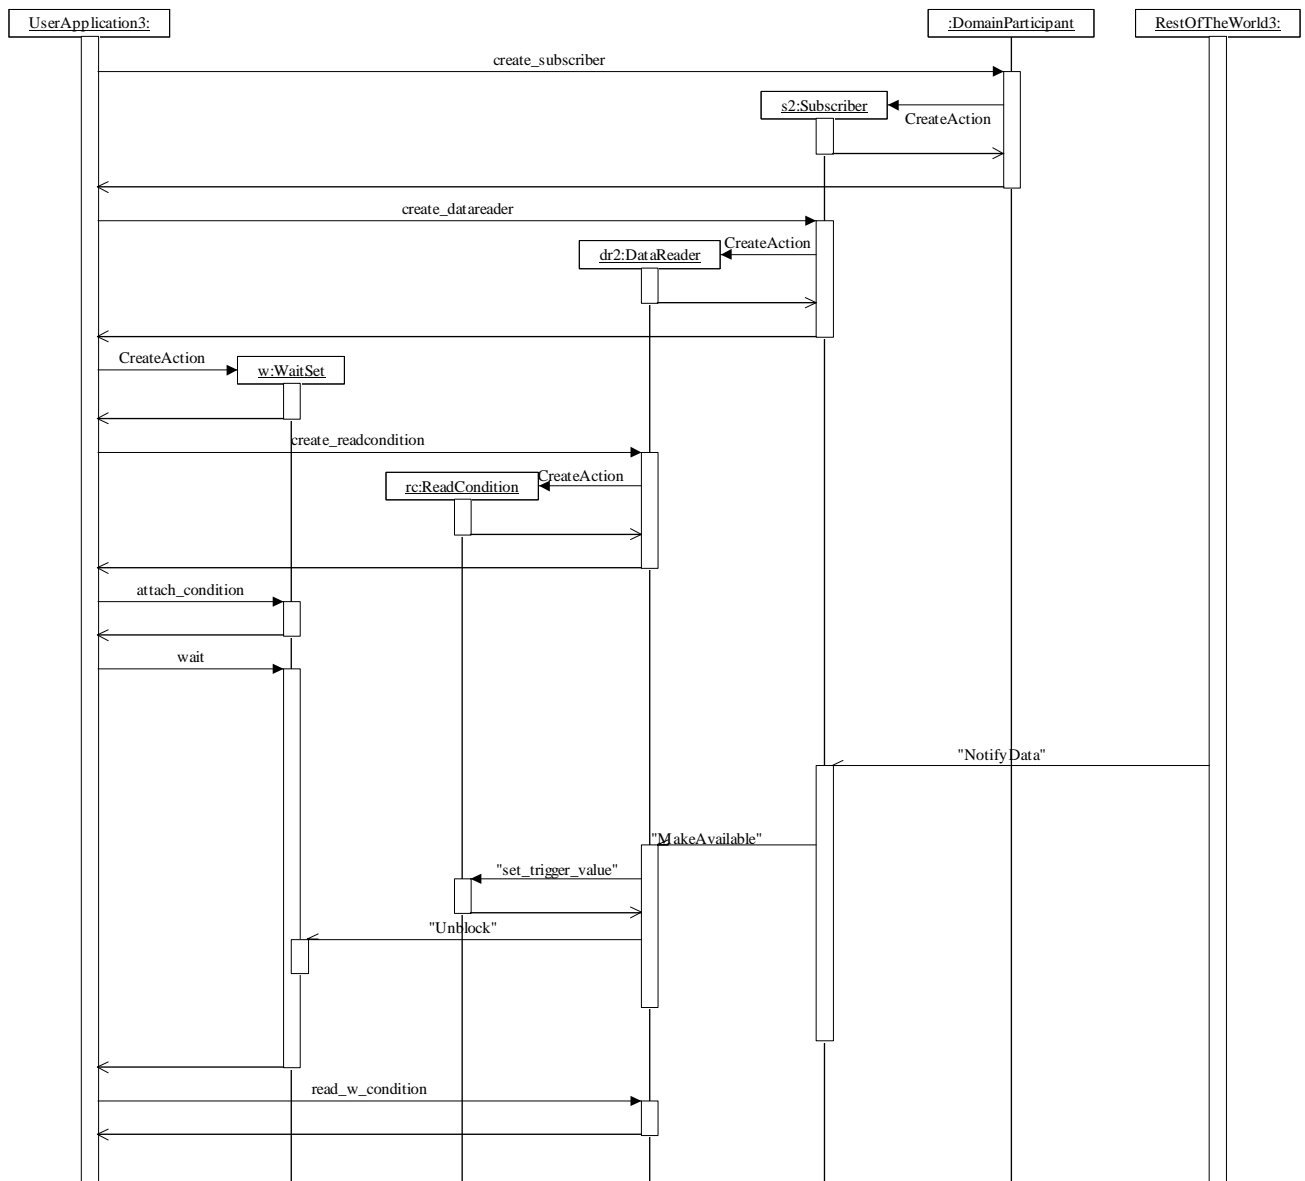 UserApplication3:
:DomainParticipant
RestOfTheWorld3:
create_subscriber
s2:Subscriber
CreateAction
create_datareader
CreateAction
dr2:DataReader
CreateAction
w:WaitSet
create_readcondition
CreateAction
rc:ReadCondition
attach_condition
wait
"NotifyData"
"MakeAvailable"
"set_trigger_value"
"Unblock"
read_w_condition